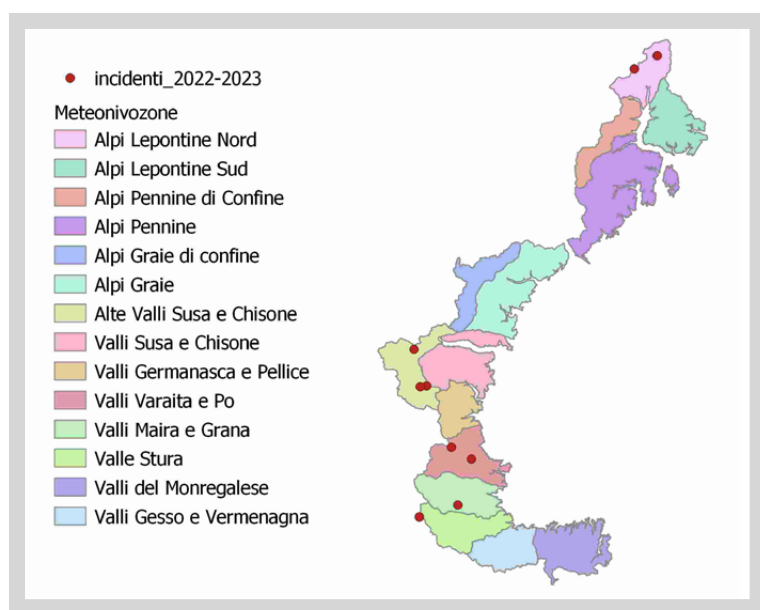 incidenti_2022-2023
Meteonivozone
Alpi Lepontine Nord
Alpi Lepontine Sud
Alpi Pennine di Confine
Alpi Pennine
Alpi Graie di confine
Alpi Graie
Alte Valli Susa e Chisone
Valli Susa e Chisone
Valli Germanasca e Pellice
Valli Varaita e Po
Valli Maira e Grana
Valle Stura
Valli del Monregalese
Valli Gesso e Vermenagna